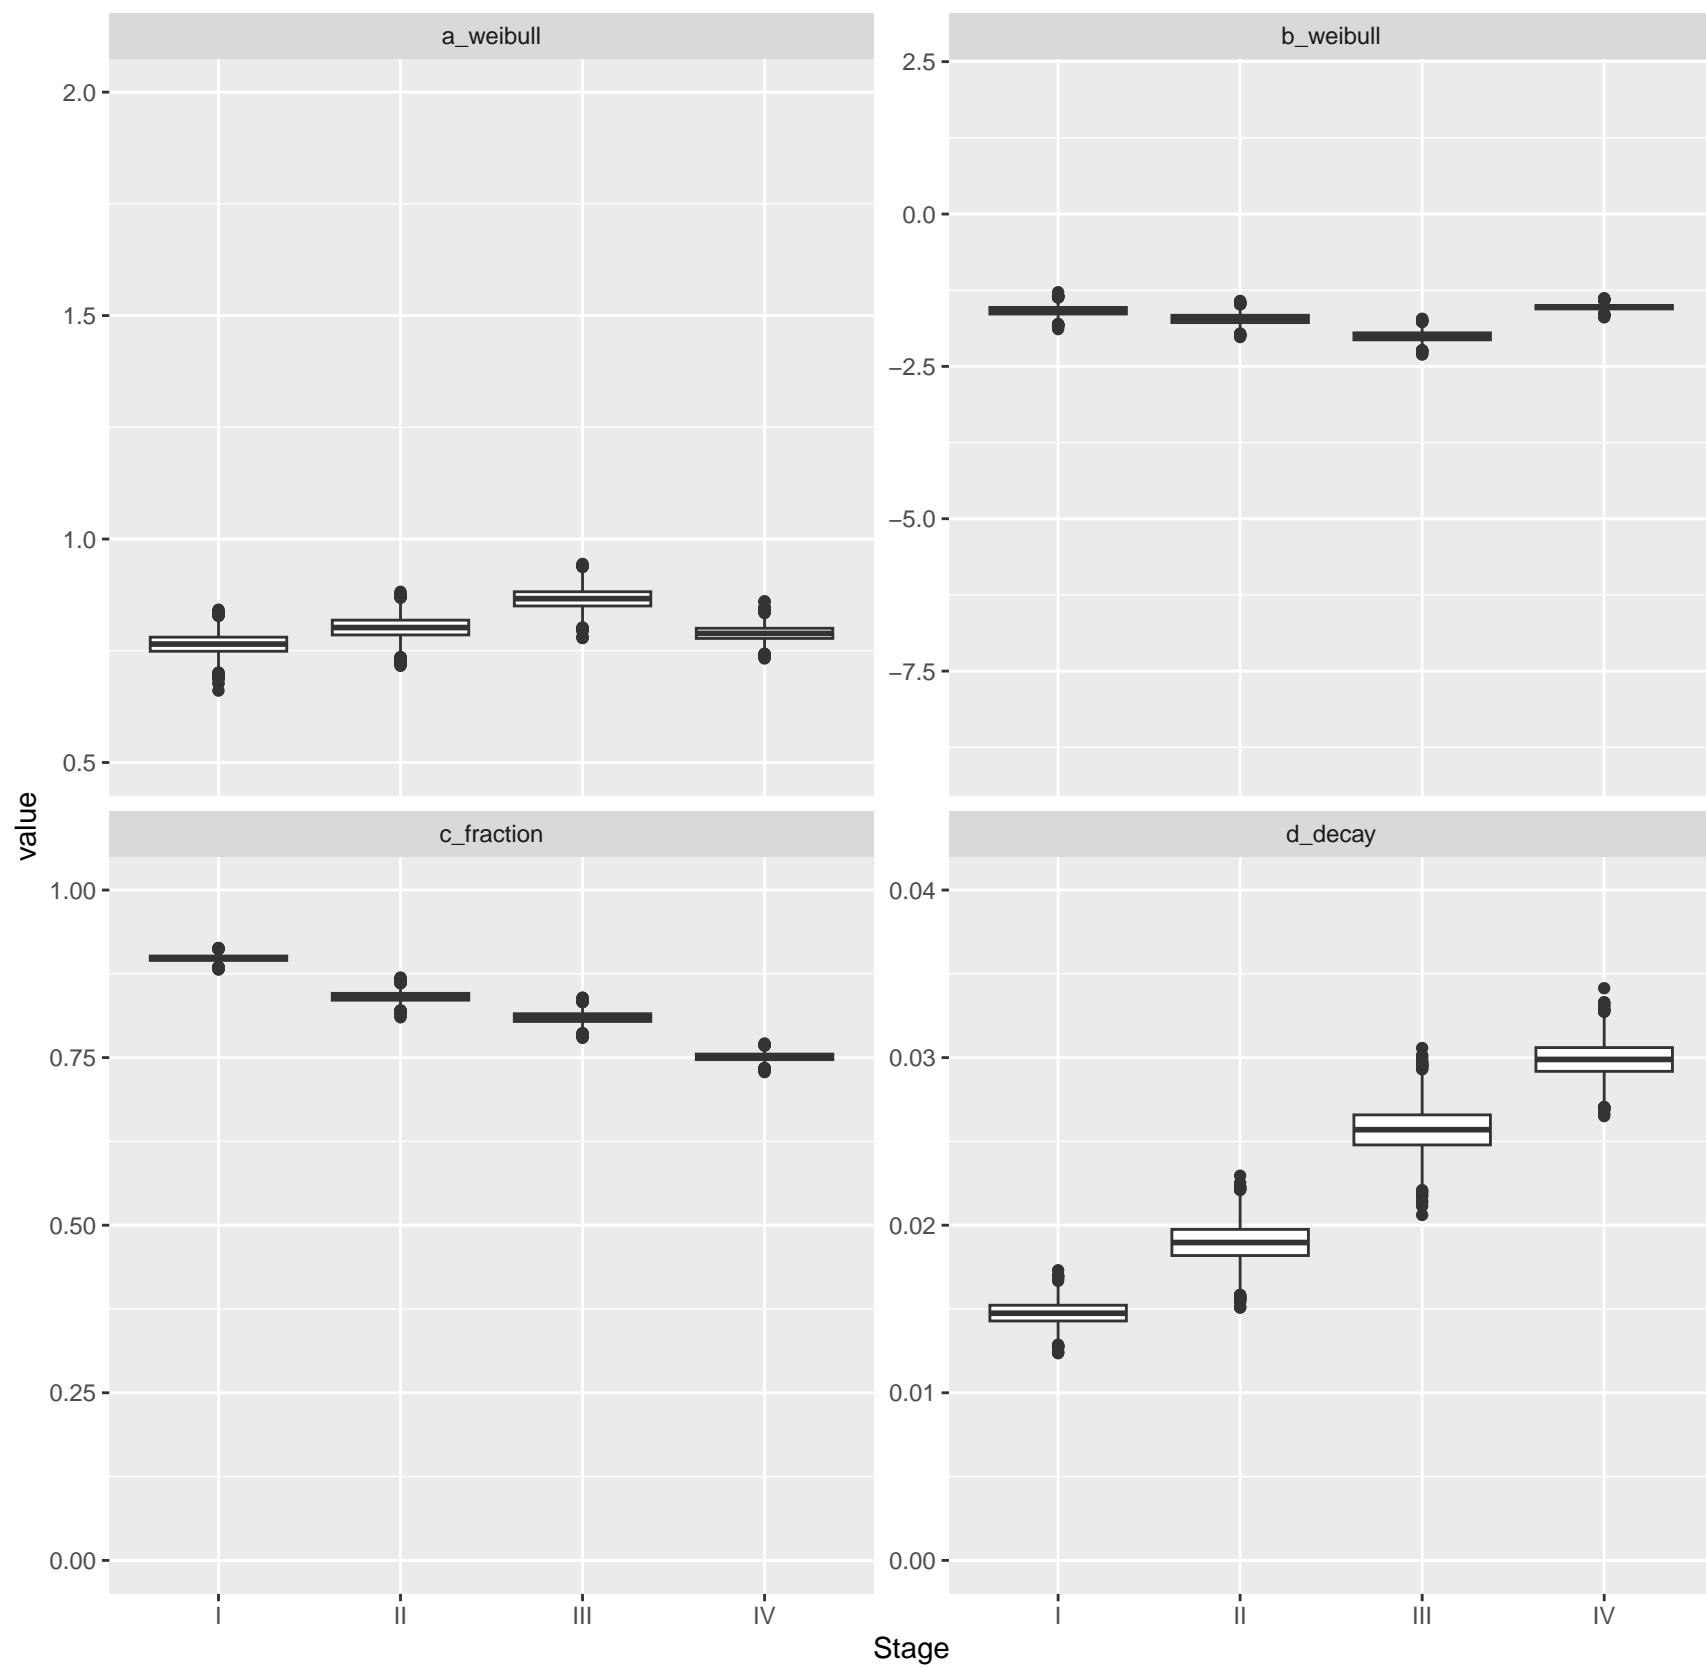 a_weibull
b_weibull
2.0
1.5
1.0
0.5
2.5
0.0
−2.5
−5.0
−7.5
value
c_fraction
d_decay
1.00
0.75
0.50
0.25
0.00
0.04
0.03
0.02
0.01
0.00
I II III IV
I II III IV
Stage